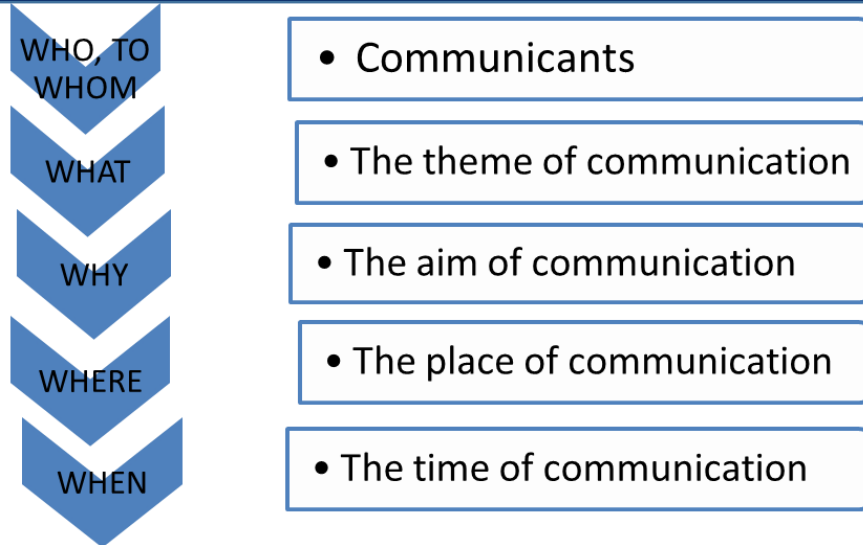 WHO, TO
WHOM
• Communicants
WHAT
• The theme of communication
WHY
• The aim of communication
WHERE
• The place of communication
WHEN
• The time of communication